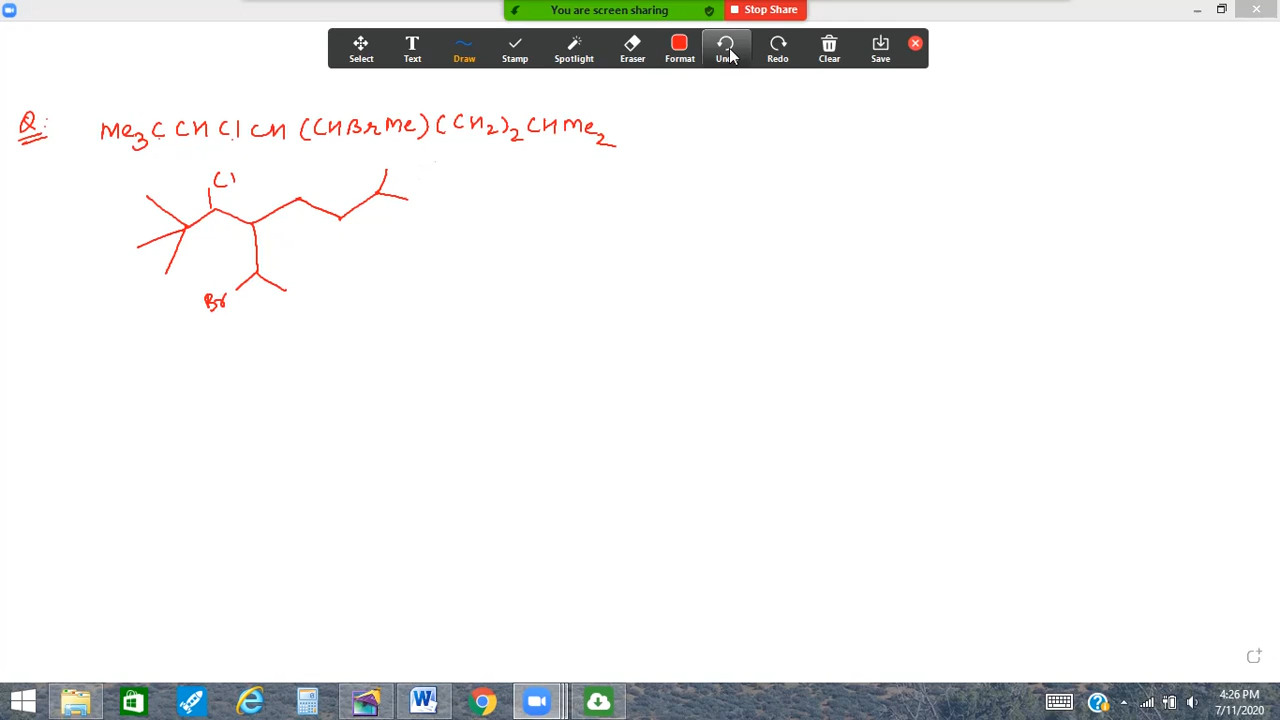 You are screen sharing
Stop Share
Select Text Draw Stamp Spotlight Eraser Format Undo Redo Clear Save
Q: Me3C CHCl CH (CHBrMe) (CH2)2 CHMe2
Cl
Br
4:26 PM
7/11/2020